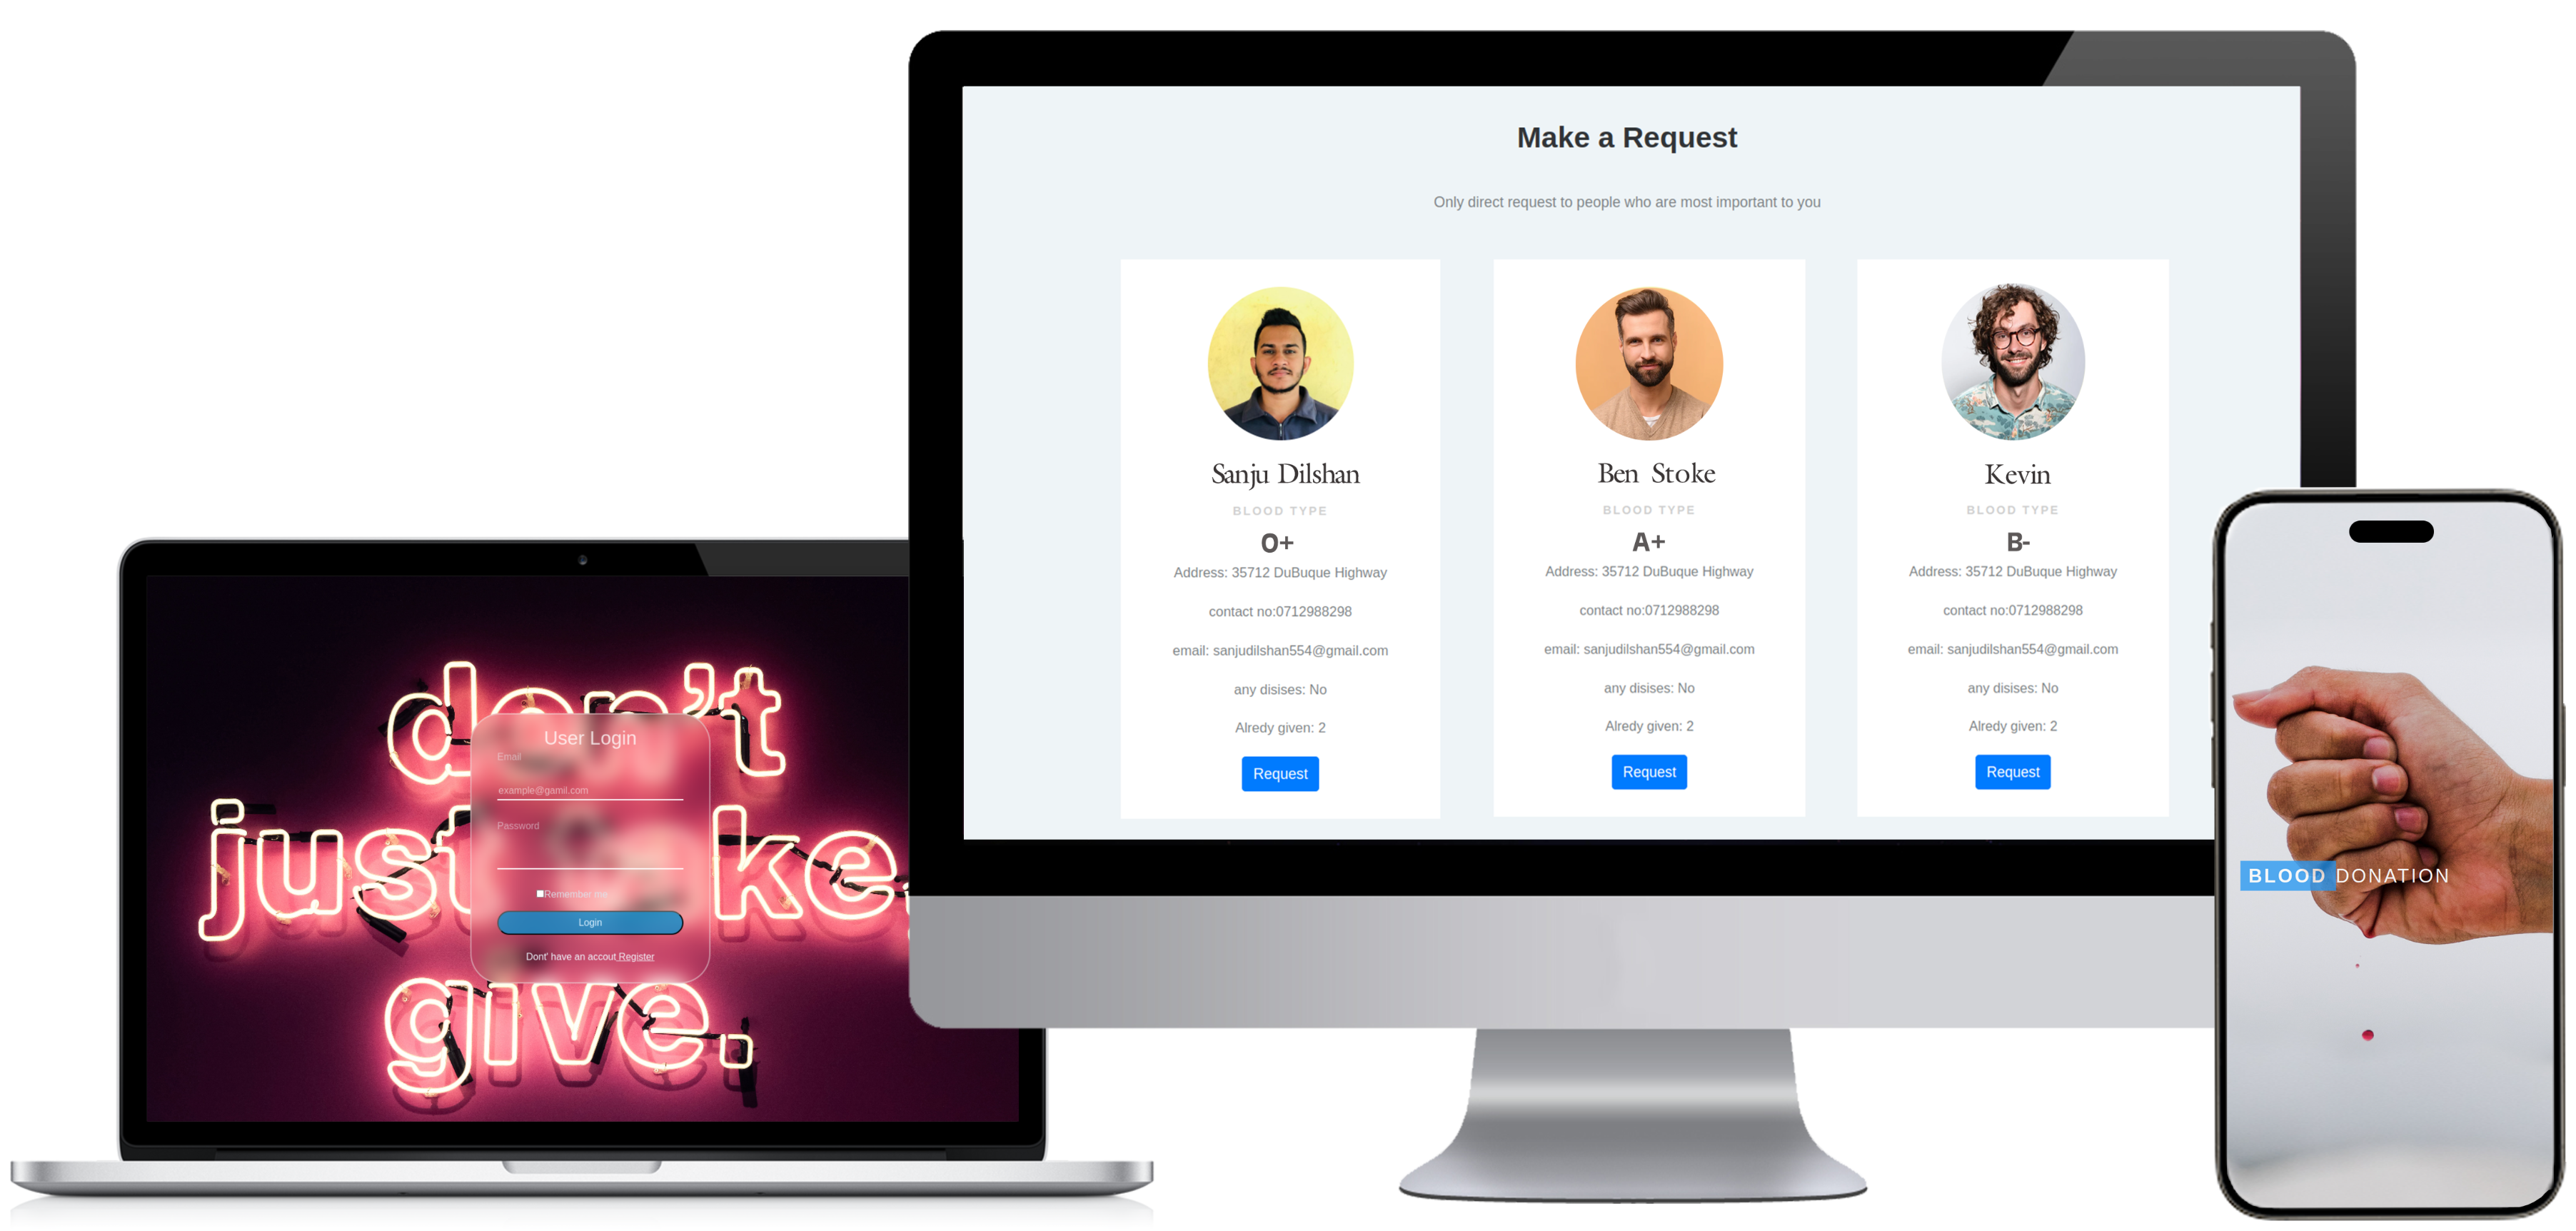 Make a Request
Only direct request to people who are most important to you
Sanju Dilshan
BLOOD TYPE
O+
Address: 35712 DuBuque Highway
contact no:0712988298
email: sanjudilshan554@gmail.com
any disises: No
Alredy given: 2
Request
Ben Stoke
BLOOD TYPE
A+
Address: 35712 DuBuque Highway
contact no:0712988298
email: sanjudilshan554@gmail.com
any disises: No
Alredy given: 2
Request
Kevin
BLOOD TYPE
B-
Address: 35712 DuBuque Highway
contact no:0712988298
email: sanjudilshan554@gmail.com
any disises: No
Alredy given: 2
Request
don't
just
ke.
give.
User Login
Email
example@gamil.com
Password
Remember me
Login
Dont' have an accout Register
BLOOD DONATION